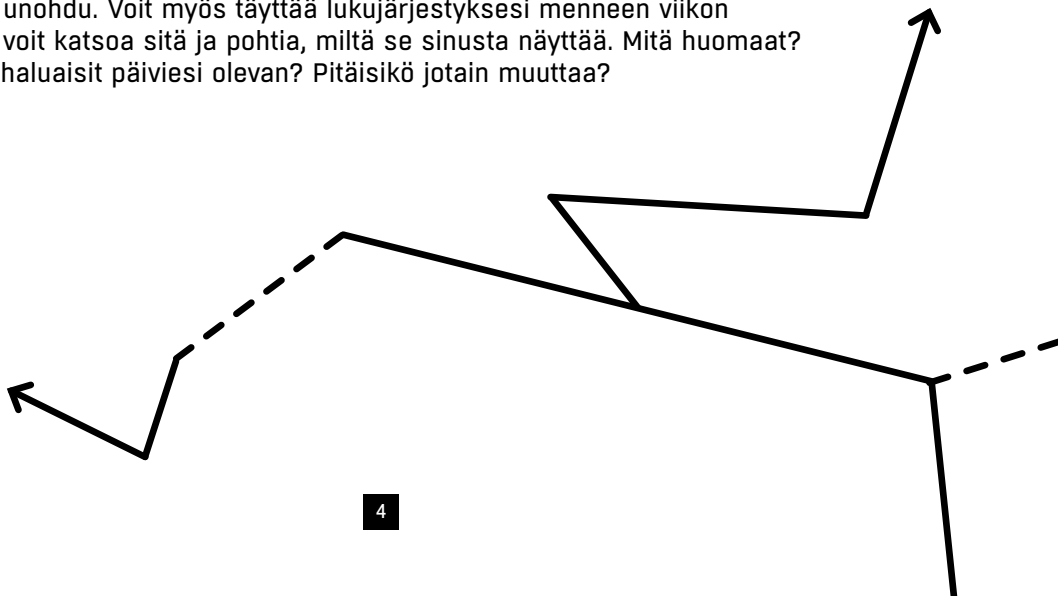 unohdu. Voit myös täyttää lukujärjestyksesi menneen viikon
voit katsoa sitä ja pohtia, miltä se sinusta näyttää. Mitä huomaat?
haluaisit päiviesi olevan? Pitäisikö jotain muuttaa?
4